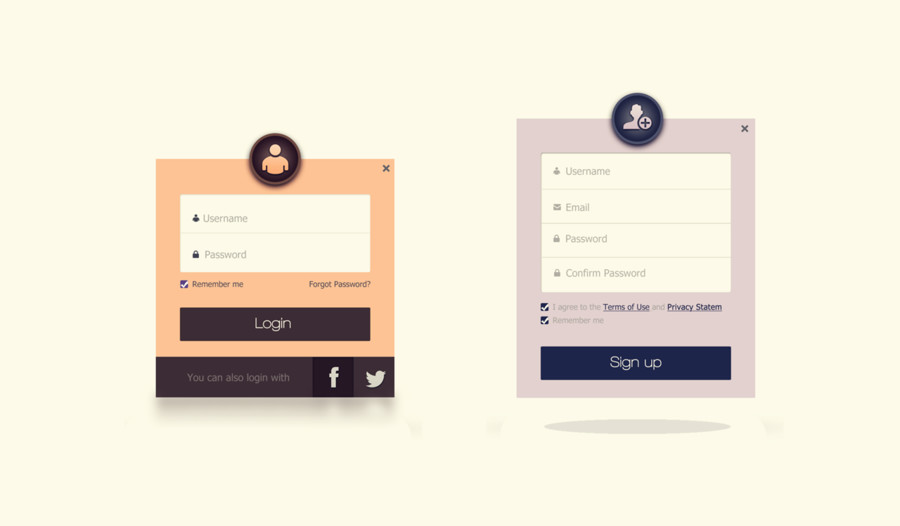 Username
Password
Remember me
Forgot Password?
Login
You can also login with
Username
Email
Password
Confirm Password
I agree to the Terms of Use and Privacy Statem
Remember me
Sign up